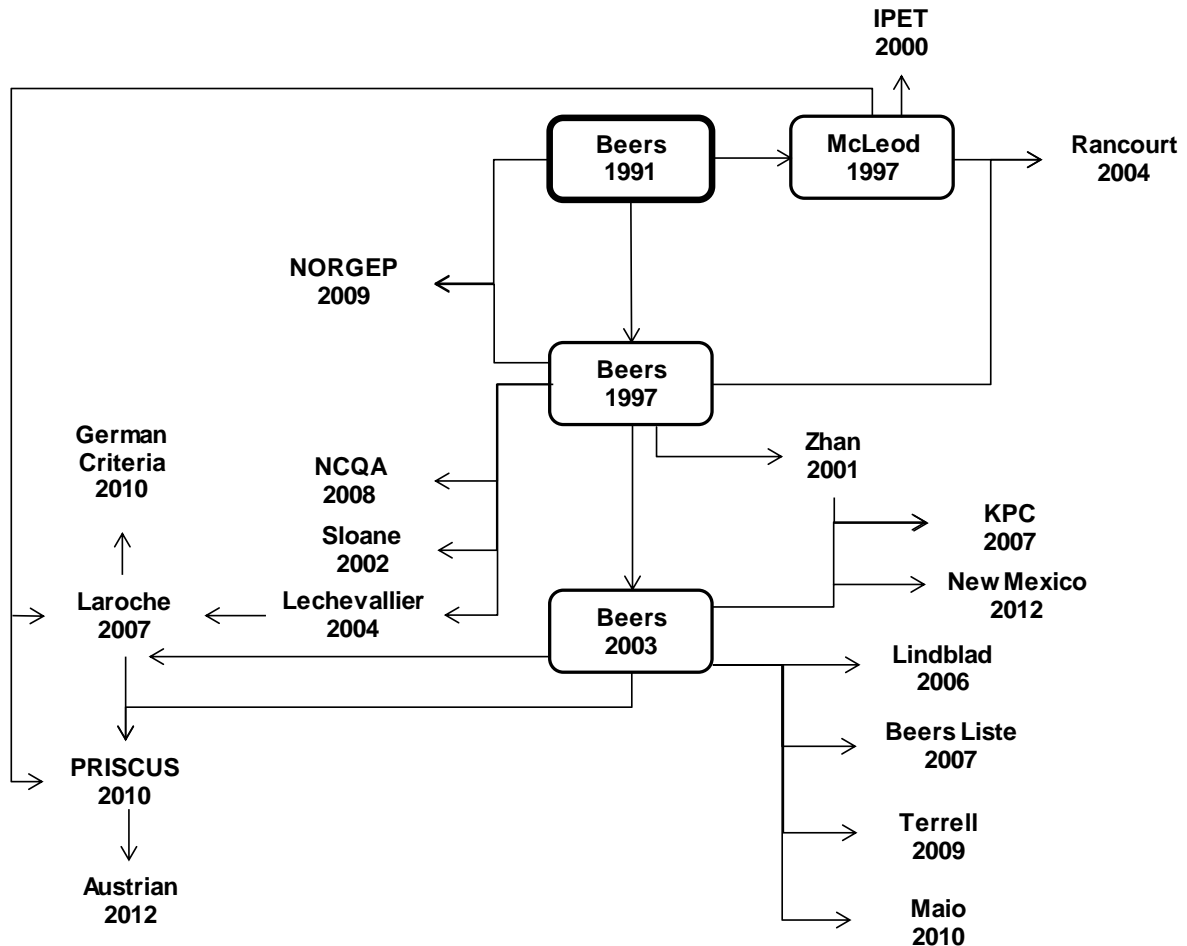 IPET
2000
Beers
1991
McLeod
1997
Rancourt
2004
NORGEP
2009
Beers
1997
German
Criteria
2010
NCQA
2008
Zhan
2001
Sloane
2002
KPC
2007
Laroche
2007
Lechevallier
2004
Beers
2003
New Mexico
2012
Lindblad
2006
Beers Liste
2007
PRISCUS
2010
Terrell
2009
Austrian
2012
Maio
2010